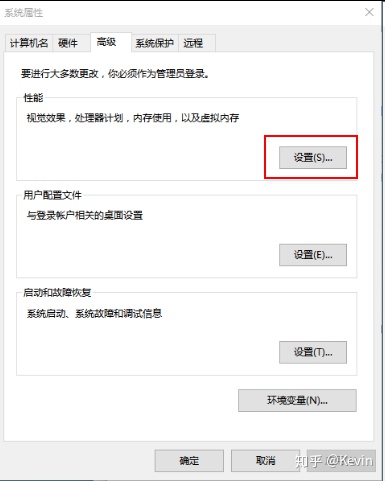 系统属性
计算机名 硬件 高级 系统保护 远程
要进行大多数更改，你必须作为管理员登录。
性能
视觉效果，处理器计划，内存使用，以及虚拟内存
设置(S)...
用户配置文件
与登录帐户相关的桌面设置
设置(E)...
启动和故障恢复
系统启动、系统故障和调试信息
设置(T)...
环境变量(N)...
确定 取消
知乎 @Kevin